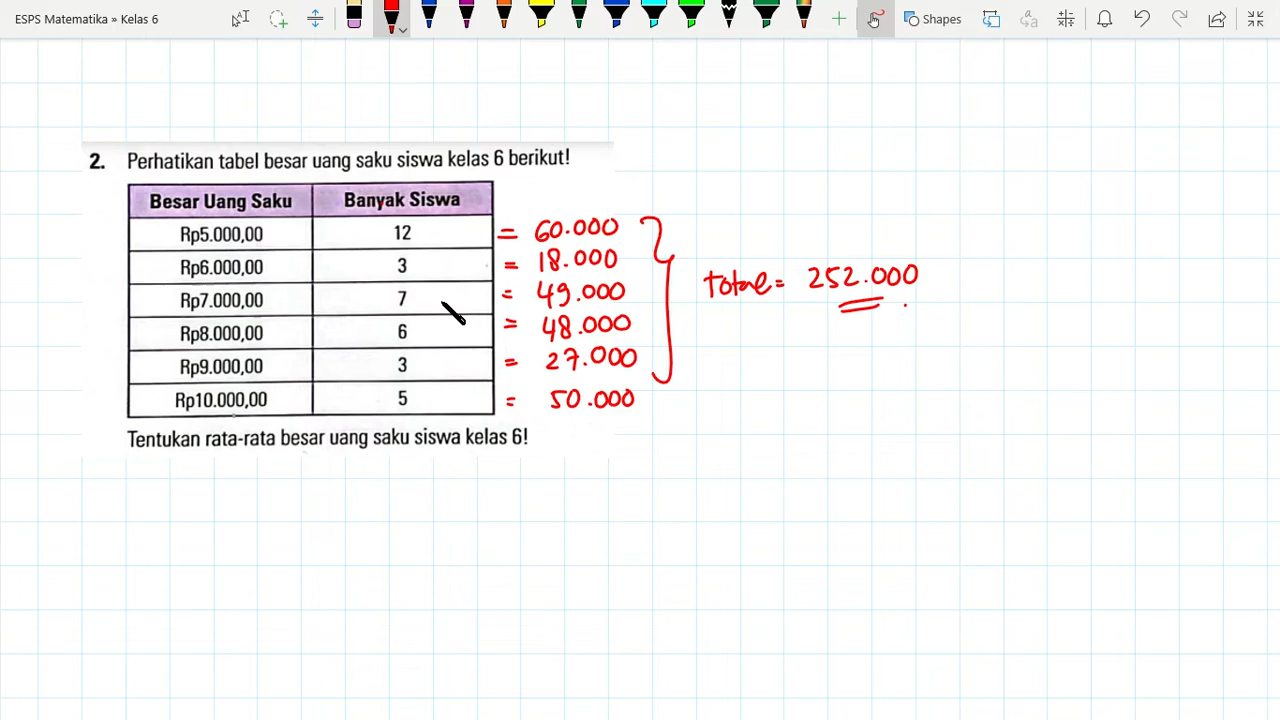 ESPS Matematika » Kelas 6
Shapes
2. Perhatikan tabel besar uang saku siswa kelas 6 berikut!
Besar Uang Saku Banyak Siswa
Rp5.000,00 12 = 60.000
Rp6.000,00 3 = 18.000
Rp7.000,00 7 = 49.000
Rp8.000,00 6 = 48.000
Rp9.000,00 3 = 27.000
Rp10.000,00 5 = 50.000
total = 252.000
Tentukan rata-rata besar uang saku siswa kelas 6!